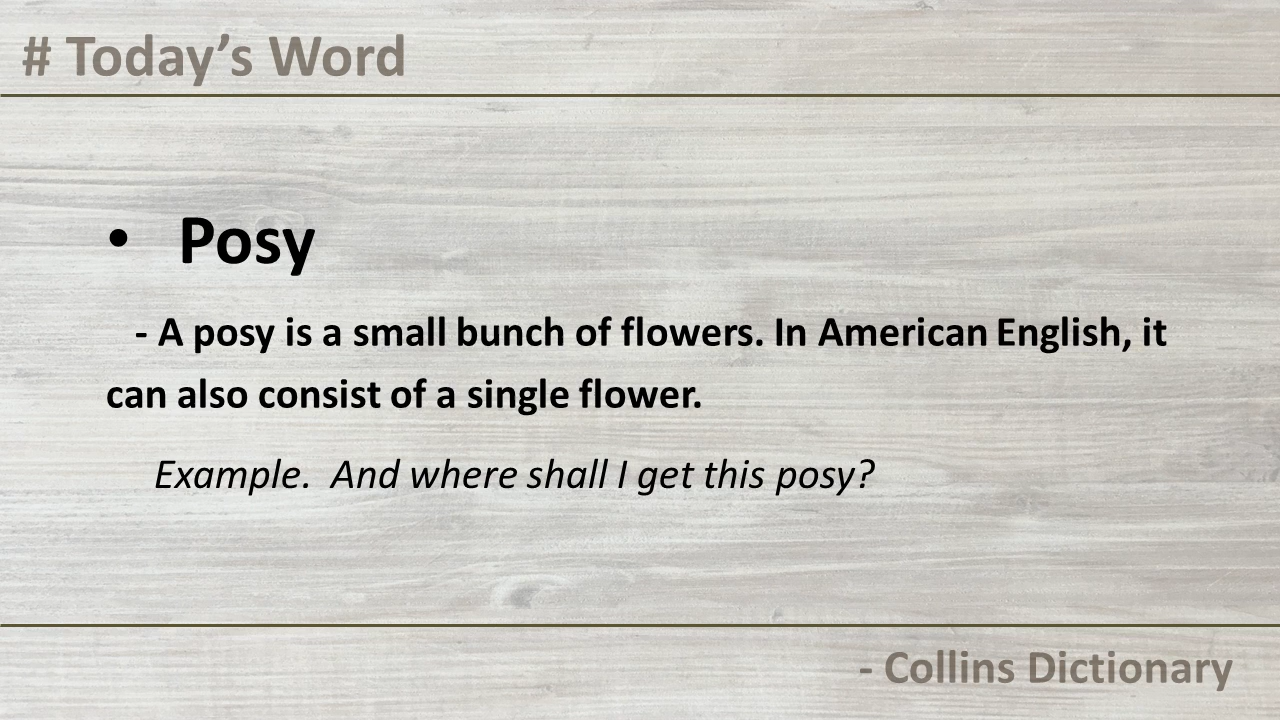 # Today’s Word
• Posy
- A posy is a small bunch of flowers. In American English, it
can also consist of a single flower.
Example.  And where shall I get this posy?
- Collins Dictionary